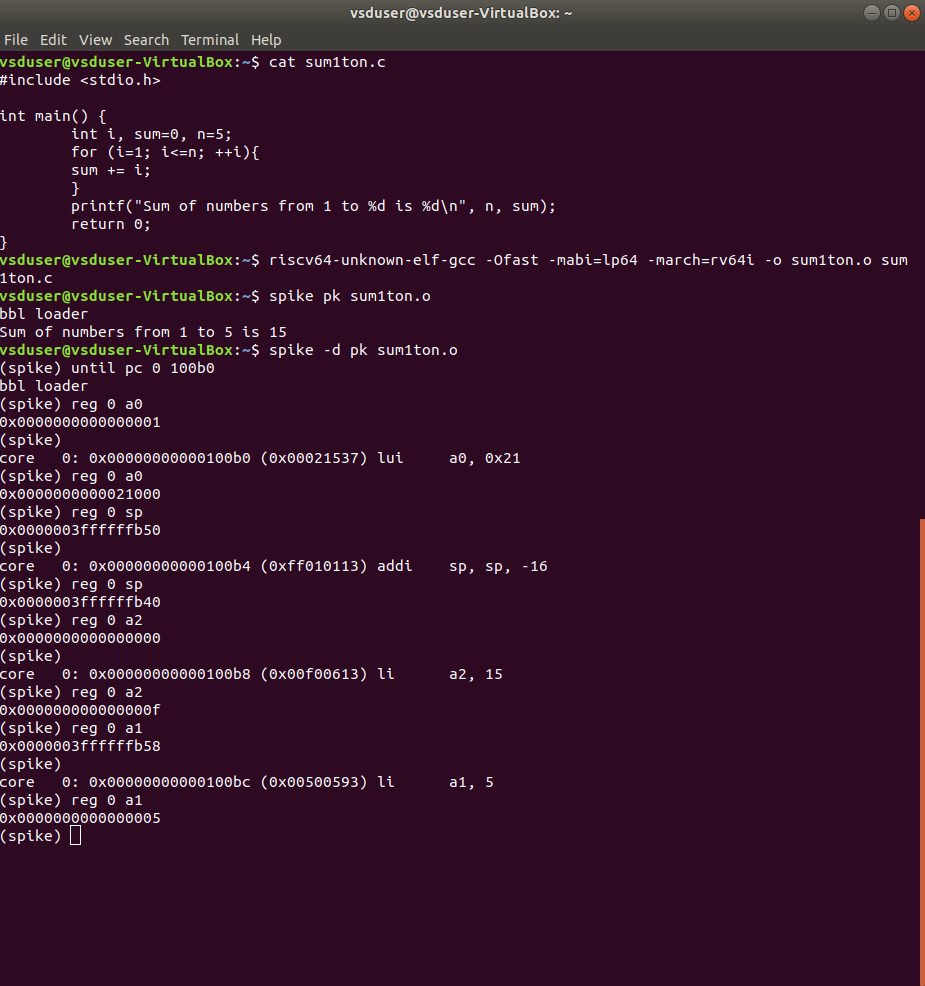 vsduser@vsduser-VirtualBox: ~
File Edit View Search Terminal Help
vsduser@vsduser-VirtualBox:~$ cat sum1ton.c
#include <stdio.h>
int main() {
        int i, sum=0, n=5;
        for (i=1; i<=n; ++i){
        sum += i;
        }
        printf("Sum of numbers from 1 to %d is %d\n", n, sum);
        return 0;
}
vsduser@vsduser-VirtualBox:~$ riscv64-unknown-elf-gcc -Ofast -mabi=lp64 -march=rv64i -o sum1ton.o sum
1ton.c
vsduser@vsduser-VirtualBox:~$ spike pk sum1ton.o
bbl loader
Sum of numbers from 1 to 5 is 15
vsduser@vsduser-VirtualBox:~$ spike -d pk sum1ton.o
(spike) until pc 0 100b0
bbl loader
(spike) reg 0 a0
0x0000000000000001
(spike)
core   0: 0x00000000000100b0 (0x00021537) lui     a0, 0x21
(spike) reg 0 a0
0x0000000000021000
(spike) reg 0 sp
0x0000003ffffffb50
(spike)
core   0: 0x00000000000100b4 (0xff010113) addi    sp, sp, -16
(spike) reg 0 sp
0x0000003ffffffb40
(spike) reg 0 a2
0x0000000000000000
(spike)
core   0: 0x00000000000100b8 (0x00f00613) li      a2, 15
(spike) reg 0 a2
0x000000000000000f
(spike) reg 0 a1
0x0000003ffffffb58
(spike)
core   0: 0x00000000000100bc (0x00500593) li      a1, 5
(spike) reg 0 a1
0x0000000000000005
(spike)